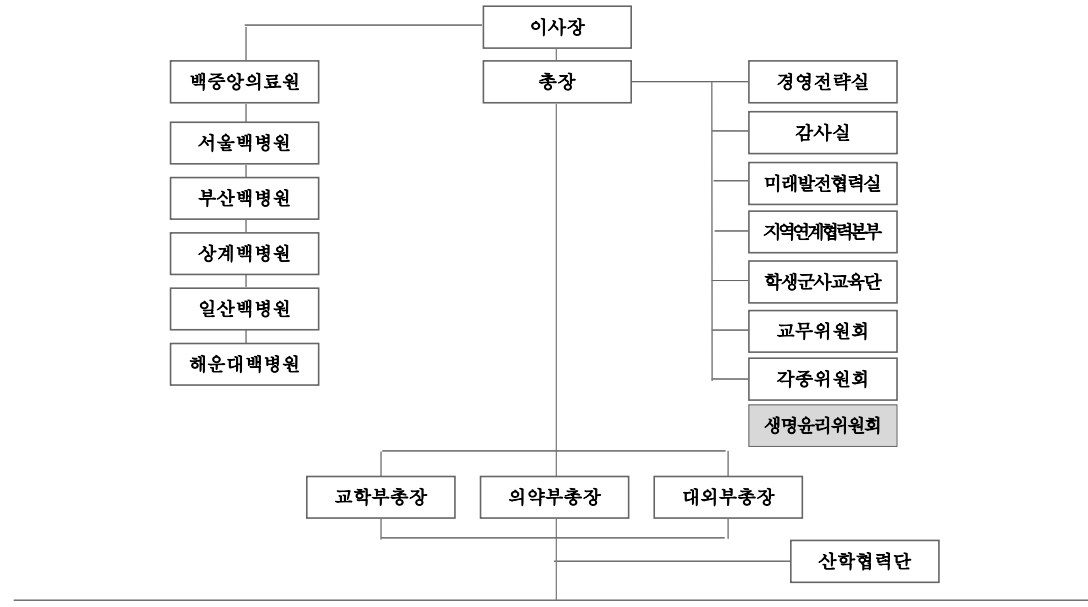 이사장
백중앙의료원
총장
경영전략실
서울백병원
감사실
부산백병원
미래발전협력실
상계백병원
지역연계협력본부
일산백병원
학생군사교육단
해운대백병원
교무위원회
각종위원회
생명윤리위원회
교학부총장
의약부총장
대외부총장
산학협력단